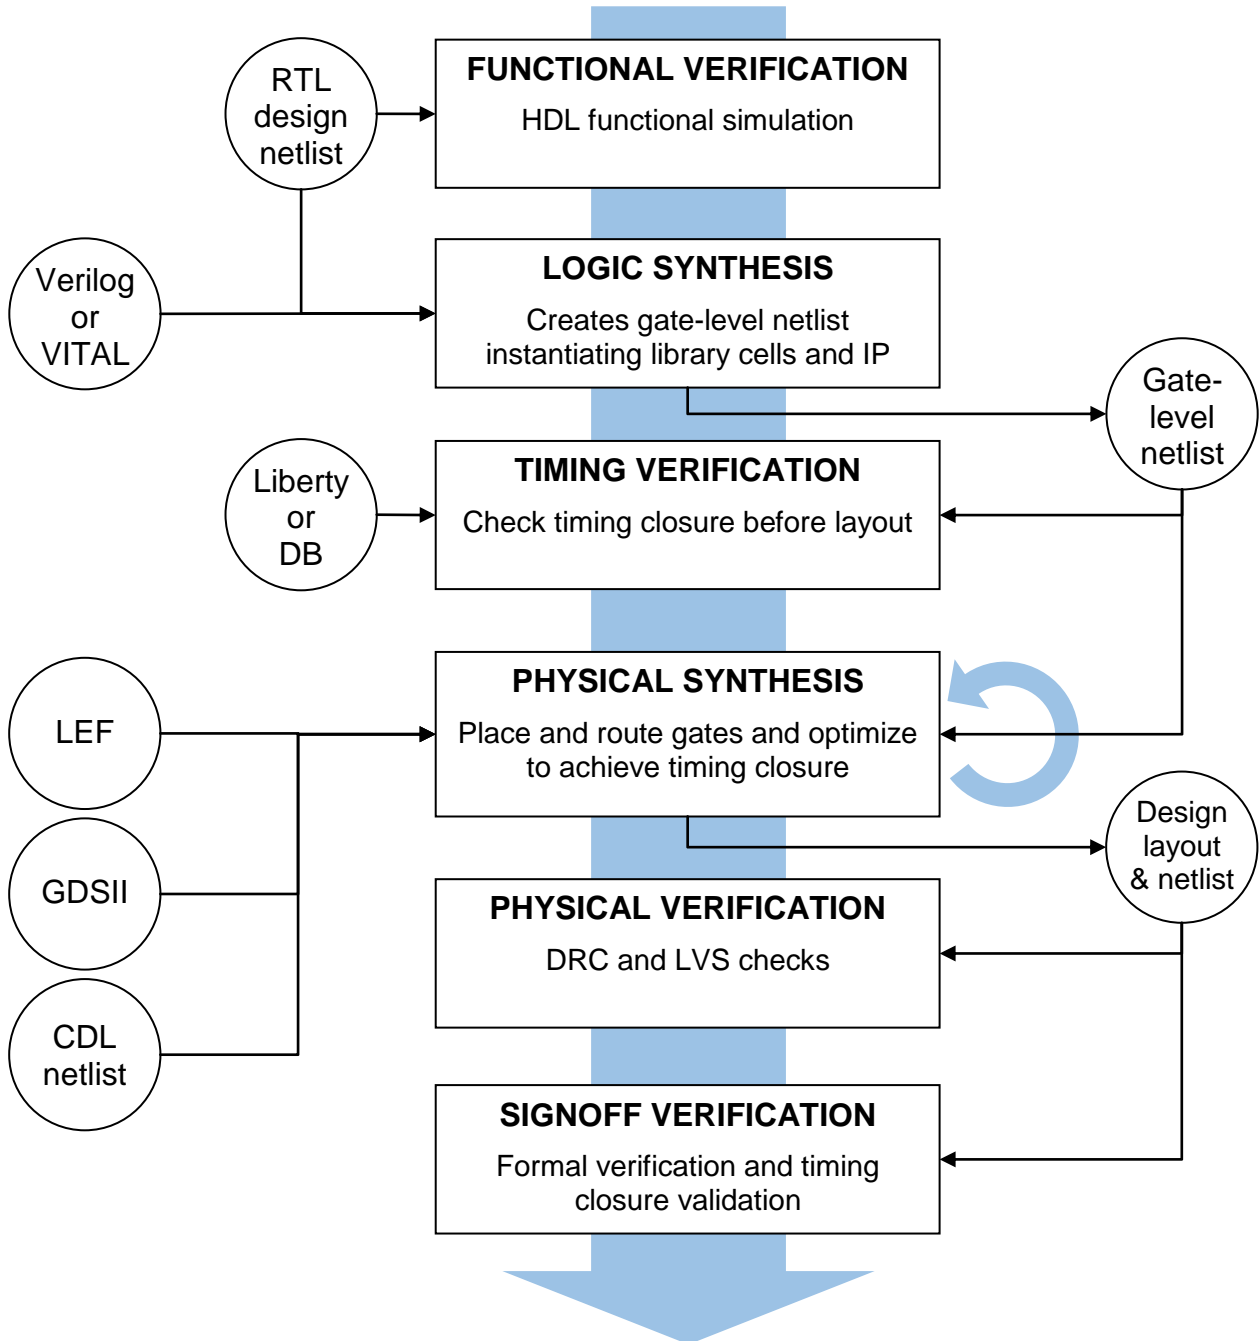 FUNCTIONAL VERIFICATION
HDL functional simulation
RTL
design
netlist
LOGIC SYNTHESIS
Creates gate-level netlist
instantiating library cells and IP
Verilog
or
VITAL
Gate-
level
netlist
TIMING VERIFICATION
Check timing closure before layout
Liberty
or
DB
PHYSICAL SYNTHESIS
Place and route gates and optimize
to achieve timing closure
LEF
GDSII
CDL
netlist
Design
layout
& netlist
PHYSICAL VERIFICATION
DRC and LVS checks
SIGNOFF VERIFICATION
Formal verification and timing
closure validation